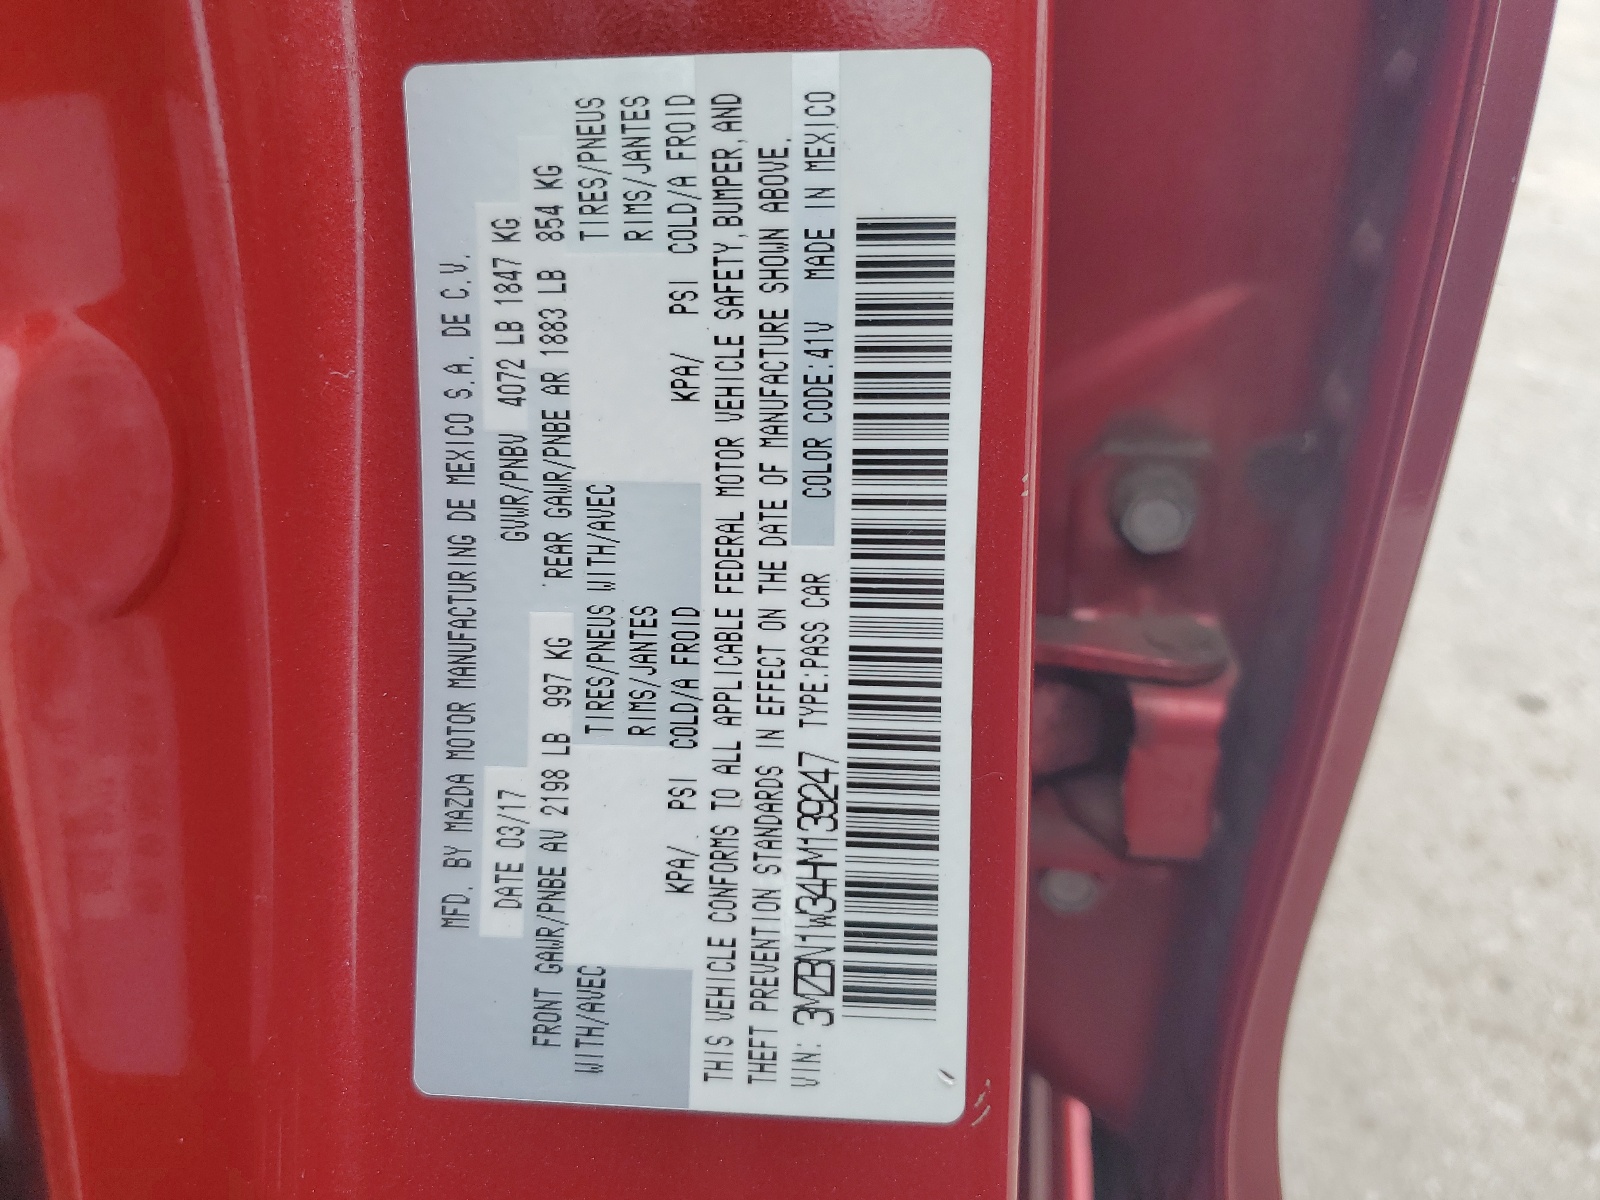 MFD. BY MAZDA MOTOR MANUFACTURING DE MEXICO S.A. DE C.V.
DATE 03/17 GVWR/PNBV 4072 LB 1847 KG
FRONT GAWR/PNBE AV 2198 LB 997 KG REAR GAWR/PNBE AR 1883 LB 854 KG
WITH/AVEC TIRES/PNEUS WITH/AVEC TIRES/PNEUS
RIMS/JANTES RIMS/JANTES
KPA/ PSI COLD/A FROID KPA/ PSI COLD/A FROID
THIS VEHICLE CONFORMS TO ALL APPLICABLE FEDERAL MOTOR VEHICLE SAFETY, BUMPER, AND
THEFT PREVENTION STANDARDS IN EFFECT ON THE DATE OF MANUFACTURE SHOWN ABOVE.
VIN: 3MZBN1W34HM139247 TYPE:PASS CAR COLOR CODE:41V MADE IN MEXICO